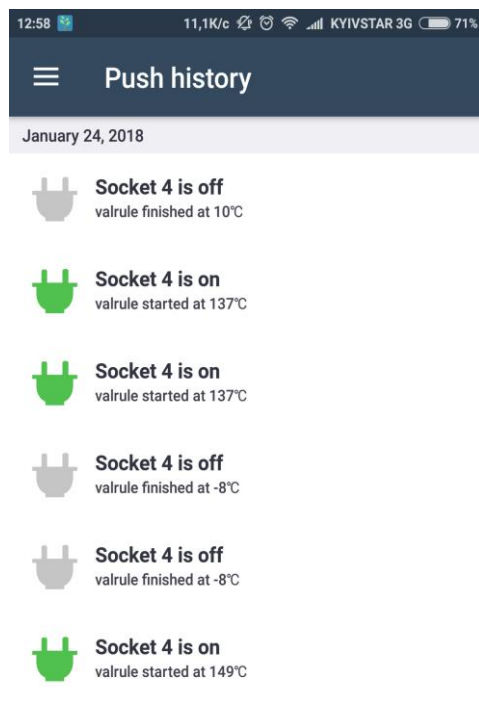 12:58 11,1K/c KYIVSTAR 3G 71%
Push history
January 24, 2018
Socket 4 is off
valrule finished at 10℃
Socket 4 is on
valrule started at 137℃
Socket 4 is on
valrule started at 137℃
Socket 4 is off
valrule finished at -8℃
Socket 4 is off
valrule finished at -8℃
Socket 4 is on
valrule started at 149℃